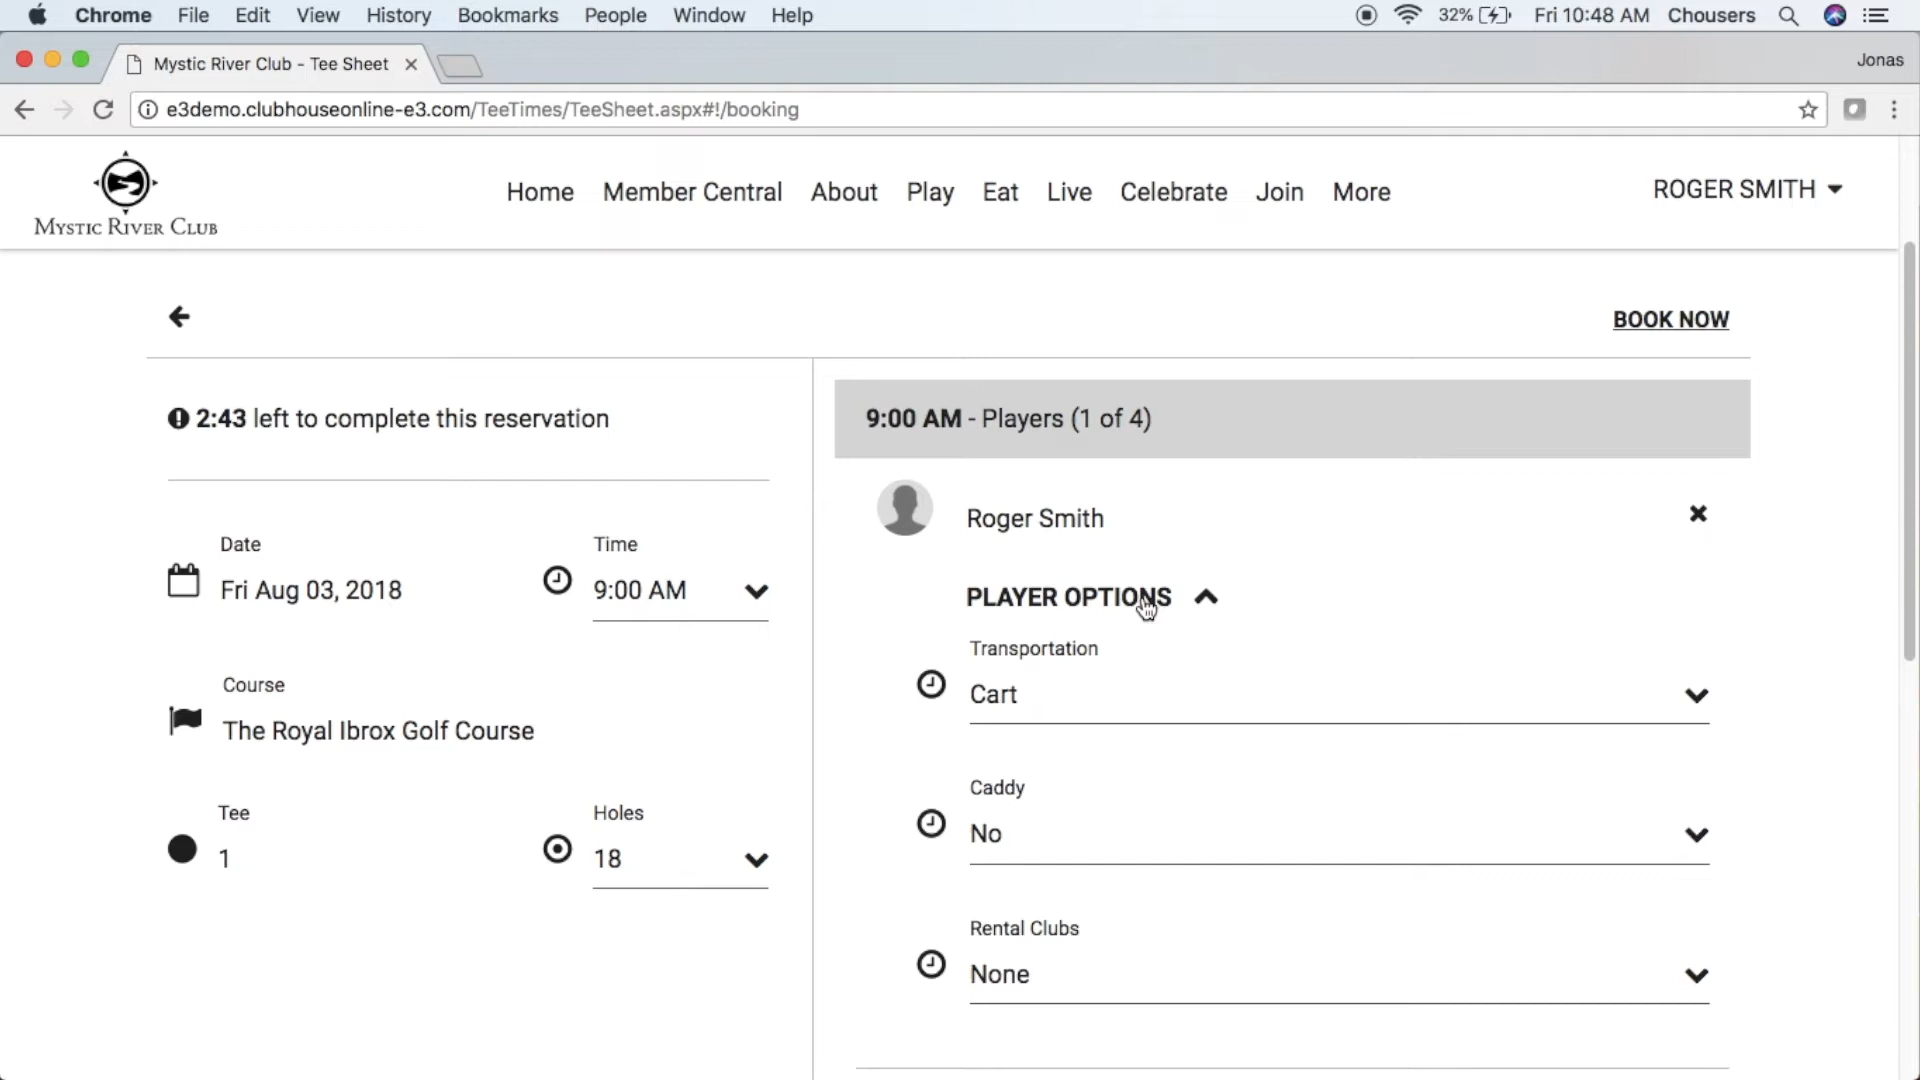 Chrome File Edit View History Bookmarks People Window Help 32% Fri 10:48 AM Chousers
Mystic River Club - Tee Sheet Jonas
e3demo.clubhouseonline-e3.com/TeeTimes/TeeSheet.aspx#!/booking
MYSTIC RIVER CLUB
Home Member Central About Play Eat Live Celebrate Join More
ROGER SMITH
BOOK NOW
2:43 left to complete this reservation
Date
Fri Aug 03, 2018
Time
9:00 AM
Course
The Royal Ibrox Golf Course
Tee
1
Holes
18
9:00 AM - Players (1 of 4)
Roger Smith
PLAYER OPTIONS
Transportation
Cart
Caddy
No
Rental Clubs
None